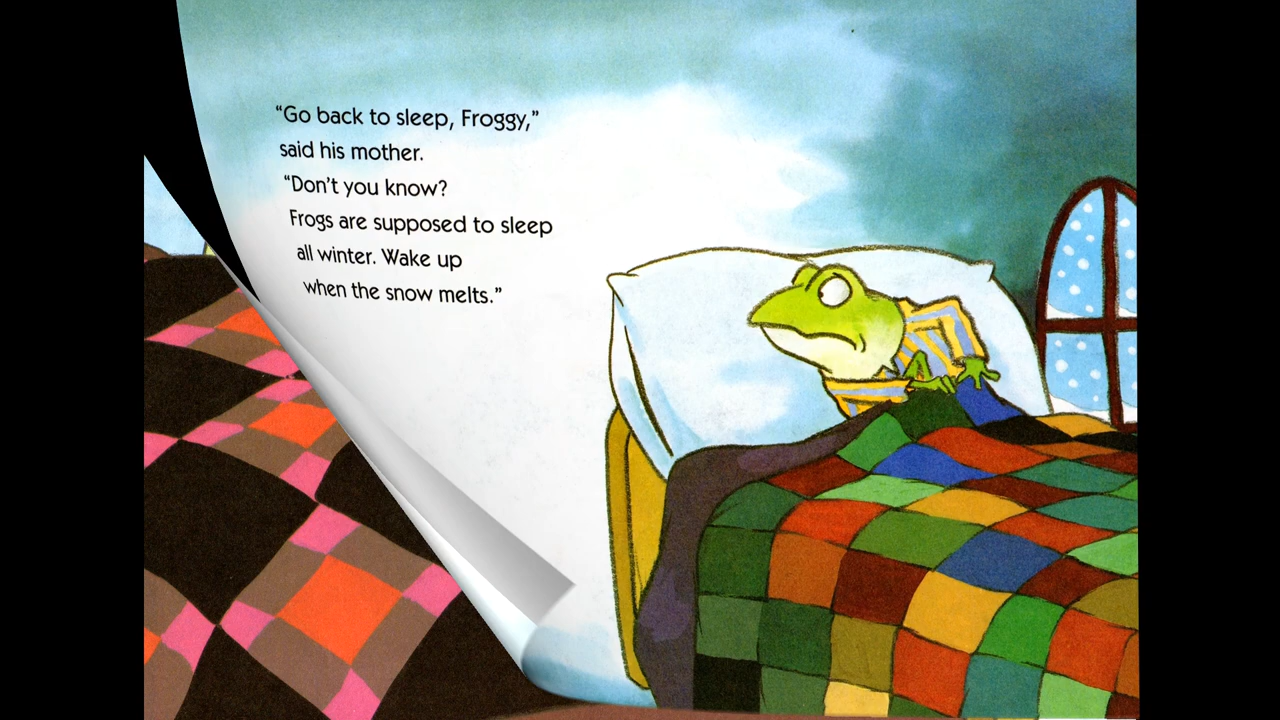 “Go back to sleep, Froggy,”
said his mother.
“Don’t you know?
Frogs are supposed to sleep
all winter. Wake up
when the snow melts.”